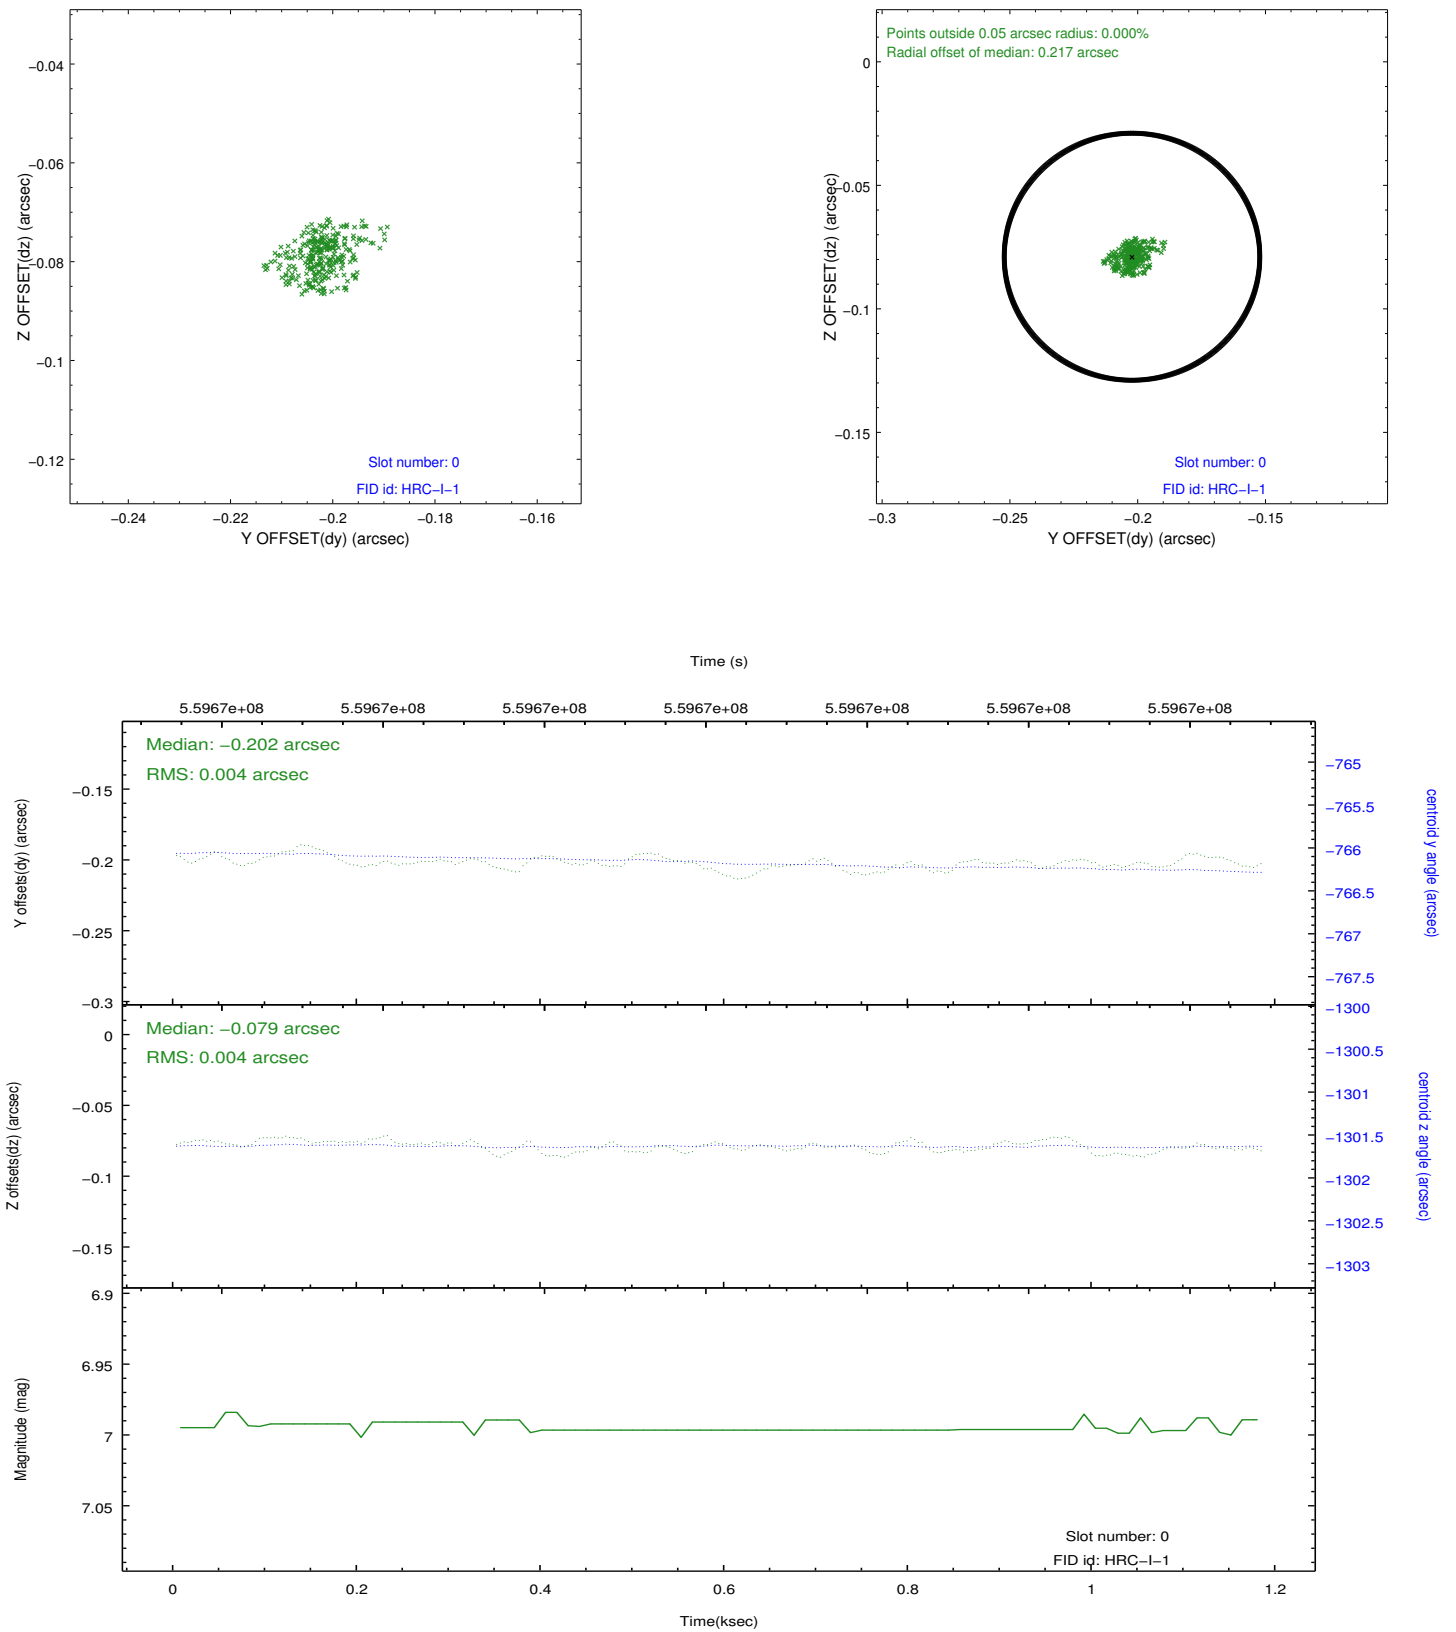 −0.04
−0.06
−0.08
−0.1
−0.12
Z OFFSET(dz) (arcsec)
Slot number: 0
FID id: HRC−I−1
−0.24
−0.22
−0.2
−0.18
−0.16
Y OFFSET(dy) (arcsec)
Points outside 0.05 arcsec radius: 0.000%
Radial offset of median: 0.217 arcsec
0
−0.05
−0.1
−0.15
Z OFFSET(dz) (arcsec)
Slot number: 0
FID id: HRC−I−1
−0.3
−0.25
−0.2
−0.15
Y OFFSET(dy) (arcsec)
Time (s)
5.5967e+08 5.5967e+08 5.5967e+08 5.5967e+08 5.5967e+08 5.5967e+08 5.5967e+08
Median: −0.202 arcsec
RMS: 0.004 arcsec
−0.15
−0.2
−0.25
−0.3
Y offsets(dy) (arcsec)
−765
−765.5
−766
−766.5
−767
−767.5
centroid y angle (arcsec)
Median: −0.079 arcsec
RMS: 0.004 arcsec
0
−0.05
−0.1
−0.15
Z offsets(dz) (arcsec)
−1300
−1300.5
−1301
−1301.5
−1302
−1302.5
−1303
centroid z angle (arcsec)
6.9
6.95
7
7.05
Magnitude (mag)
Slot number: 0
FID id: HRC−I−1
0 0.2 0.4 0.6 0.8 1 1.2
Time(ksec)